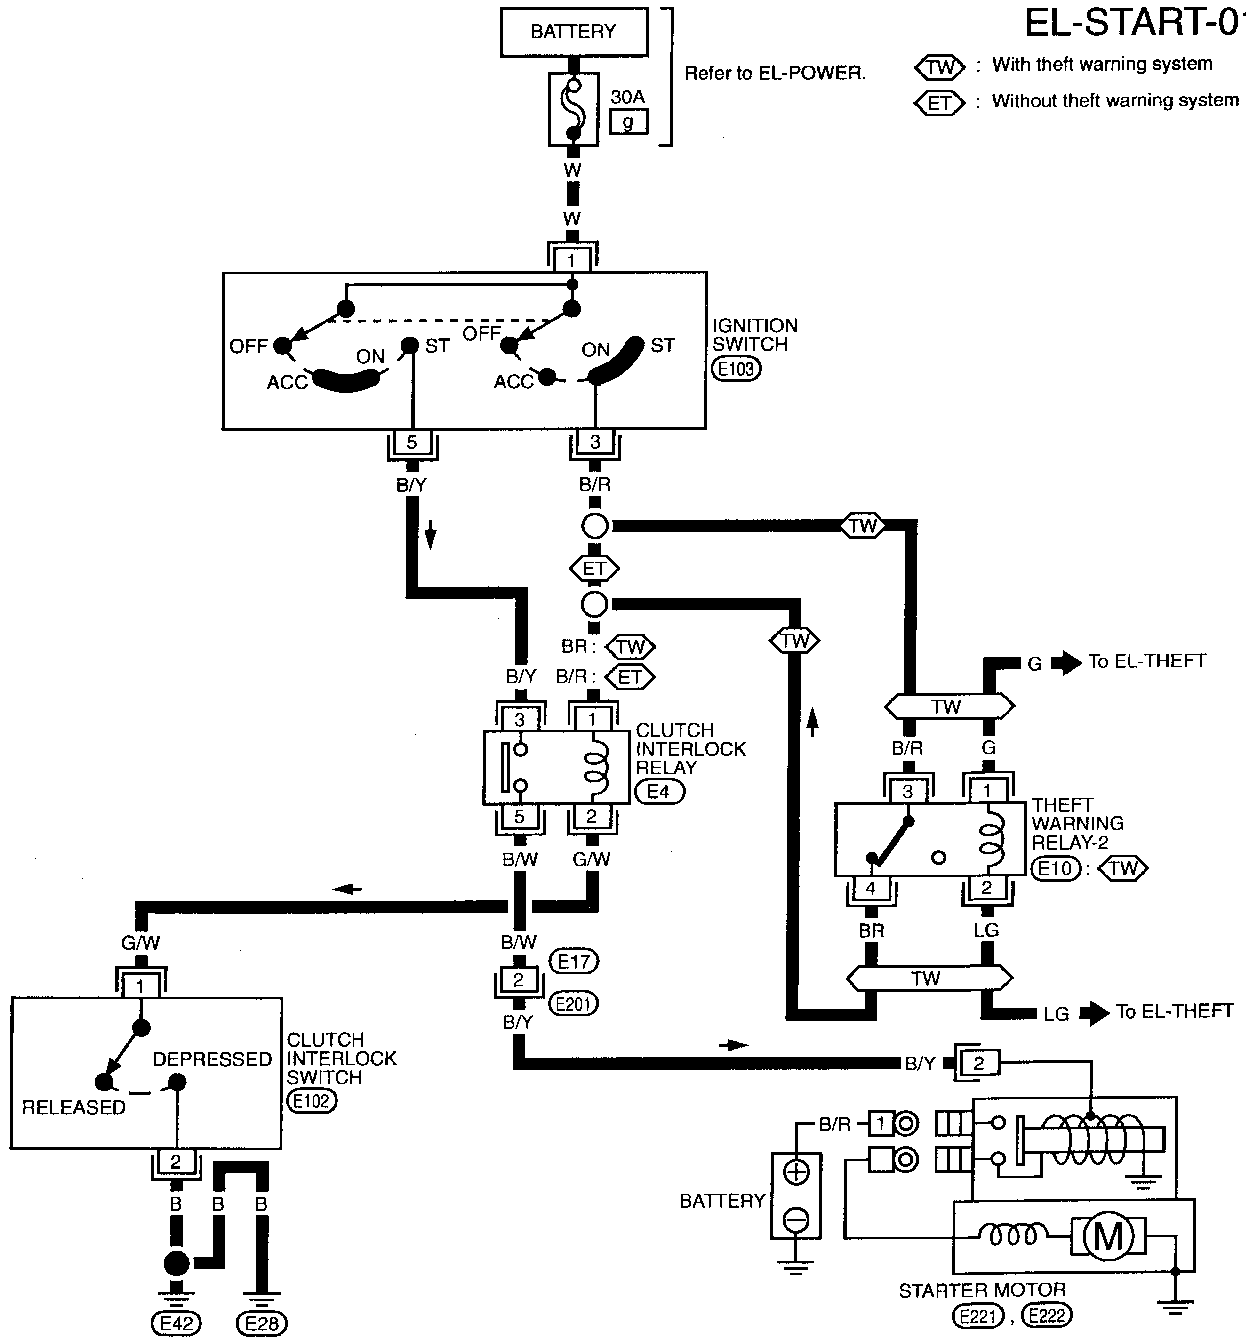 EL-START-01
BATTERY
Refer to EL-POWER.
TW : With theft warning system
ET : Without theft warning system
30A
g
W
W
1
OFF
ACC
ON
ST
OFF
ACC
ON
ST
IGNITION
SWITCH
E103
5
3
B/Y
B/R
TW
ET
TW
BR : TW
B/Y
B/R : ET
G
To EL-THEFT
TW
3
1
CLUTCH
INTERLOCK
RELAY
E4
B/R
G
3
1
THEFT
WARNING
RELAY-2
E10 : TW
5
2
B/W
G/W
4
2
BR
LG
G/W
B/W
E17
2
E201
B/Y
TW
LG
To EL-THEFT
1
DEPRESSED
RELEASED
CLUTCH
INTERLOCK
SWITCH
E102
2
B
B
B
E42
E28
B/Y
2
B/R
1
BATTERY
M
STARTER MOTOR
E221 , E222